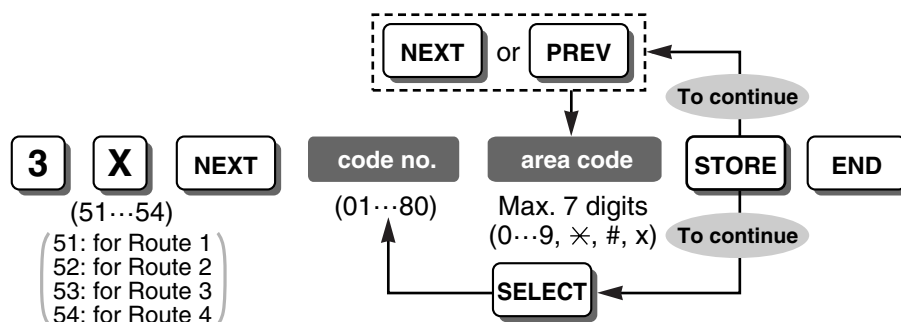 NEXT or PREV
To continue
3 X NEXT code no. area code STORE END
(51···54) (01···80) Max. 7 digits
(0···9, ✳, #, x) To continue
51: for Route 1
52: for Route 2
53: for Route 3
54: for Route 4
SELECT